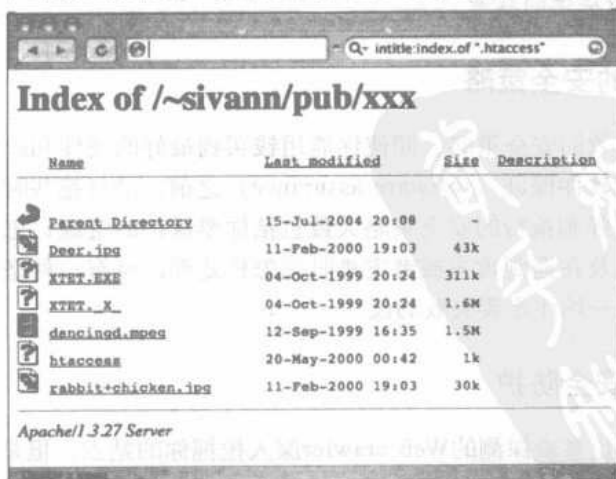 intitle:index.of ".htaccess"
Index of /~sivann/pub/xxx
Name Last modified Size Description
Parent Directory 15-Jul-2004 20:08
Deer.jpg 11-Feb-2000 19:03 43k
XTET.EXE 04-Oct-1999 20:24 311k
XTET._X_ 04-Oct-1999 20:24 1.6M
dancingd.mpeg 12-Sep-1999 16:35 1.5M
htaccess 20-May-2000 00:42 1k
rabbit+chicken.jpg 11-Feb-2000 19:03 30k
Apache/1.3.27 Server